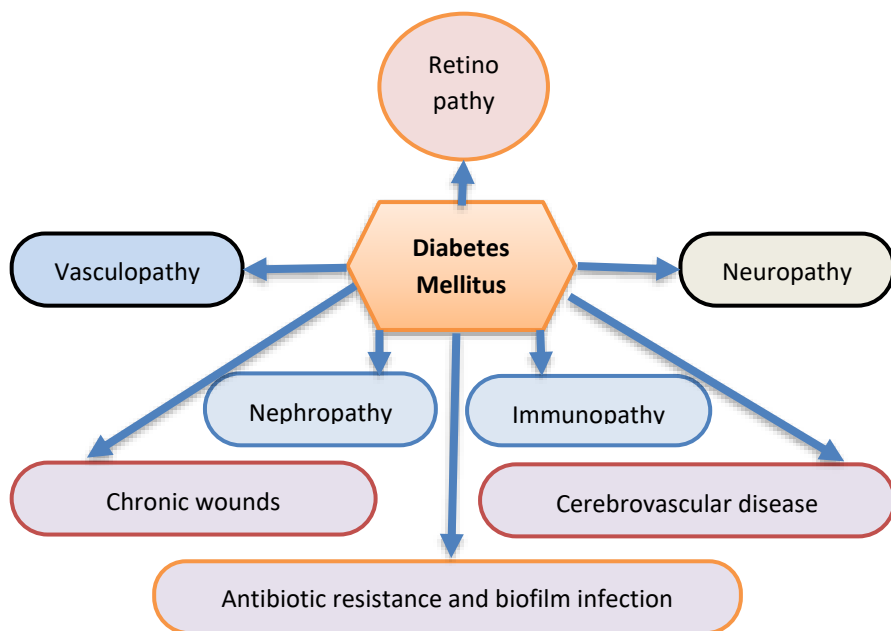 Retino
pathy
Diabetes
Mellitus
Vasculopathy
Neuropathy
Nephropathy
Immunopathy
Chronic wounds
Cerebrovascular disease
Antibiotic resistance and biofilm infection